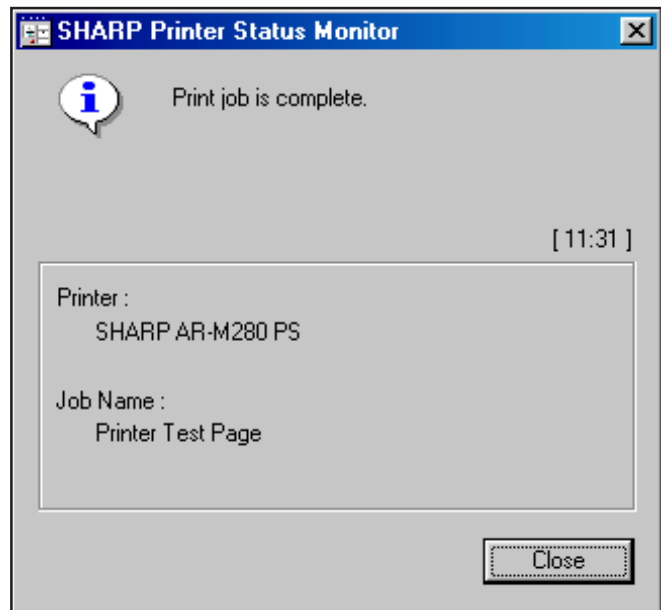 SHARP Printer Status Monitor
Print job is complete.
[ 11:31 ]
Printer :
SHARP AR-M280 PS
Job Name :
Printer Test Page
Close